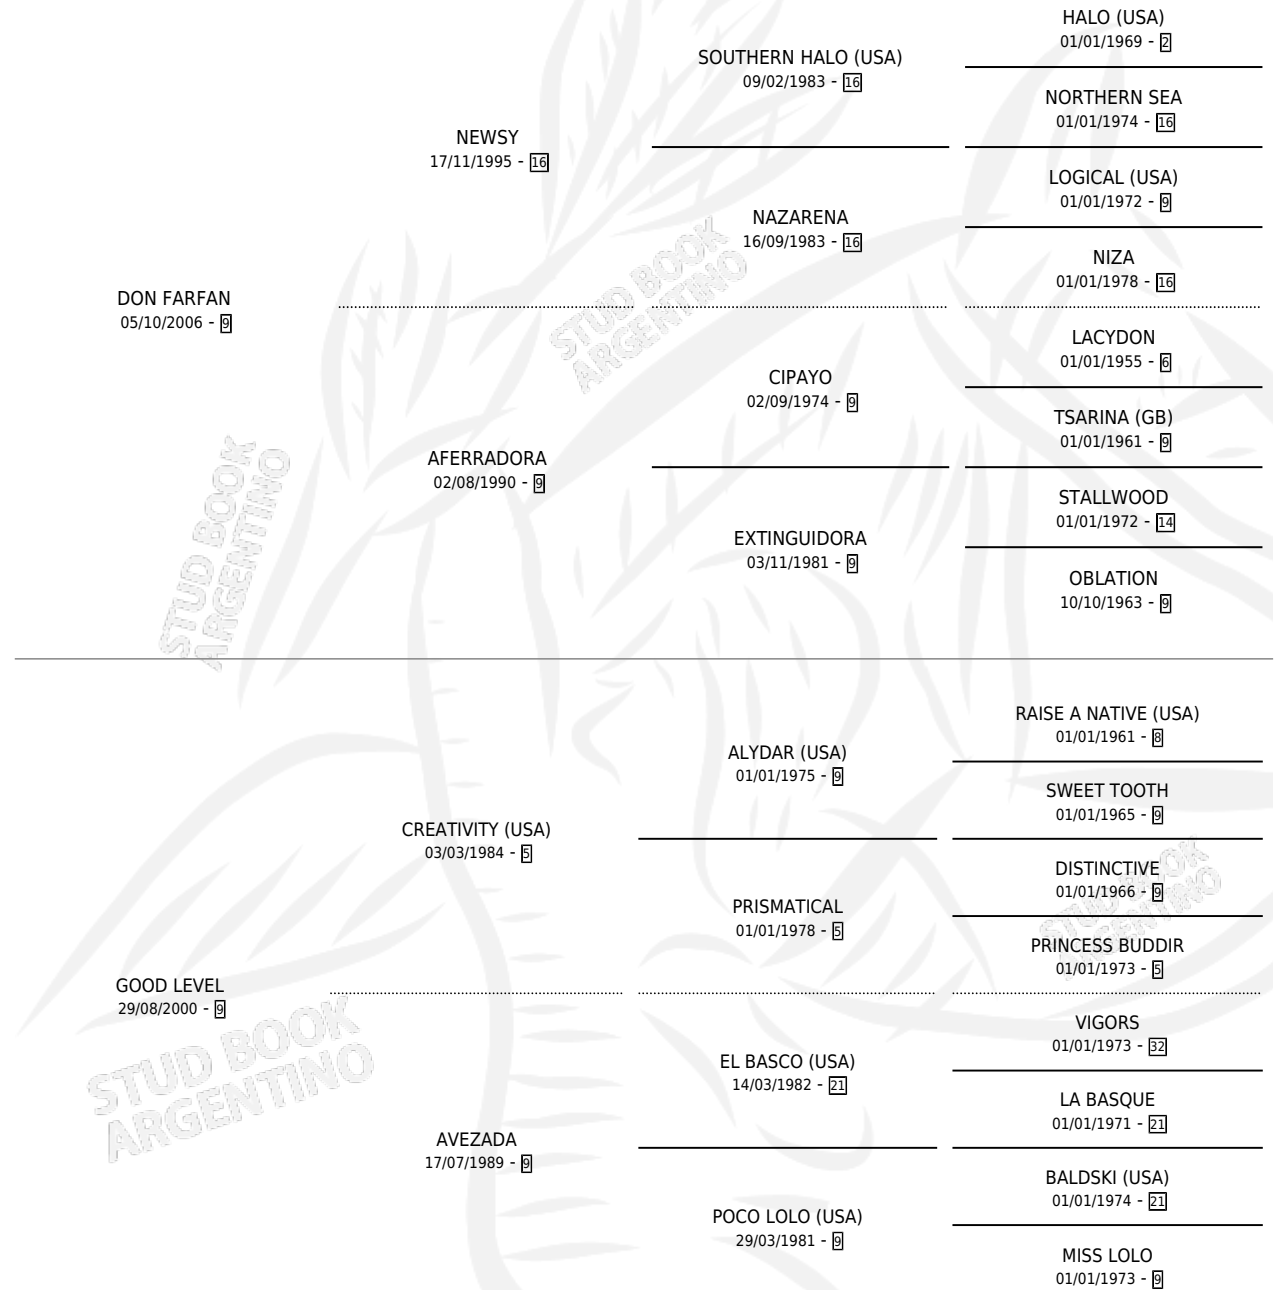 HALO (USA)
01/01/1969 - 2
SOUTHERN HALO (USA)
09/02/1983 - 16
NORTHERN SEA
01/01/1974 - 16
NEWSY
17/11/1995 - 16
LOGICAL (USA)
01/01/1972 - 9
NAZARENA
16/09/1983 - 16
NIZA
01/01/1978 - 16
DON FARFAN
05/10/2006 - 9
LACYDON
01/01/1955 - 6
CIPAYO
02/09/1974 - 9
TSARINA (GB)
01/01/1961 - 9
AFERRADORA
02/08/1990 - 9
STALLWOOD
01/01/1972 - 14
EXTINGUIDORA
03/11/1981 - 9
OBLATION
10/10/1963 - 9
STUD BOOK
ARGENTINO
STUD BOOK
ARGENTINO
RAISE A NATIVE (USA)
01/01/1961 - 8
ALYDAR (USA)
01/01/1975 - 9
SWEET TOOTH
01/01/1965 - 9
CREATIVITY (USA)
03/03/1984 - 5
DISTINCTIVE
01/01/1966 - 9
PRISMATICAL
01/01/1978 - 5
PRINCESS BUDDIR
01/01/1973 - 5
GOOD LEVEL
29/08/2000 - 9
VIGORS
01/01/1973 - 32
EL BASCO (USA)
14/03/1982 - 21
LA BASQUE
01/01/1971 - 21
AVEZADA
17/07/1989 - 9
BALDSKI (USA)
01/01/1974 - 21
POCO LOLO (USA)
29/03/1981 - 9
MISS LOLO
01/01/1973 - 9
STUD BOOK
ARGENTINO
STUD BOOK
ARGENTINO